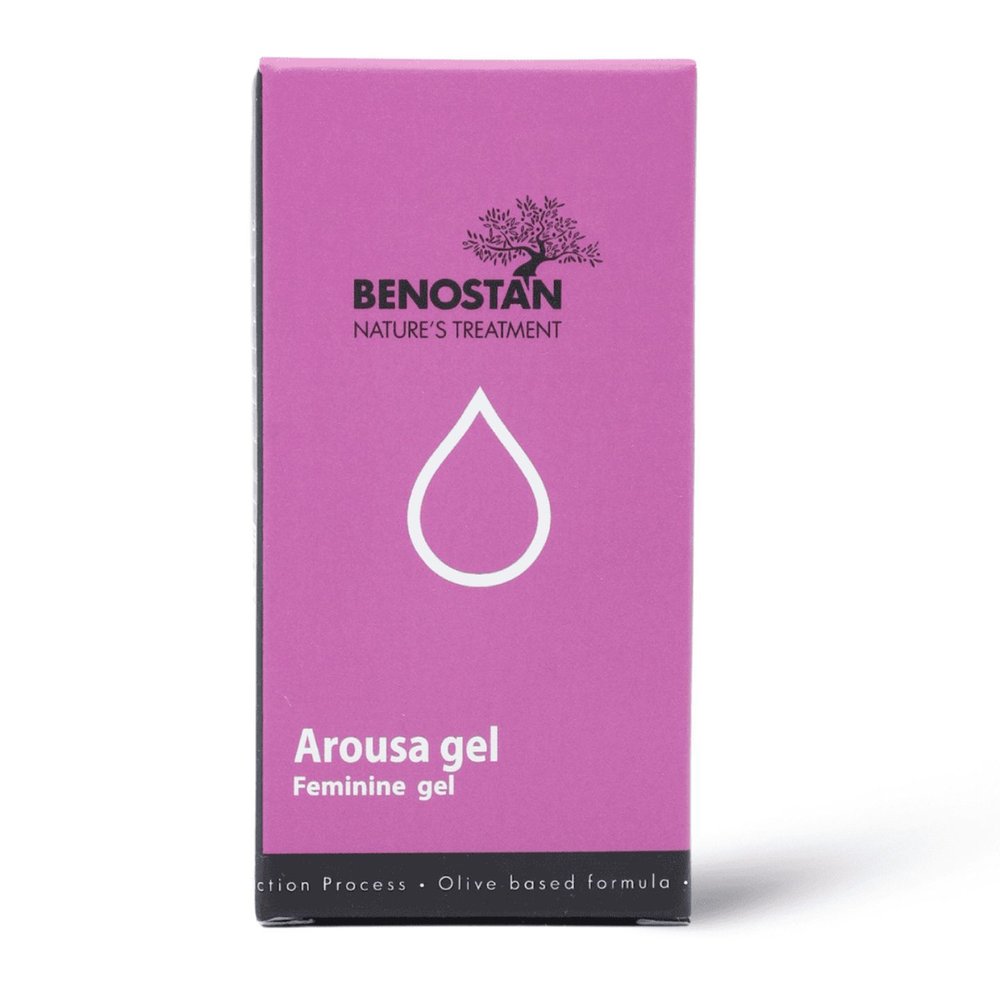 BENOSTAN
NATURE'S TREATMENT
Arousa gel
Feminine gel
ction Process • Olive based formula •